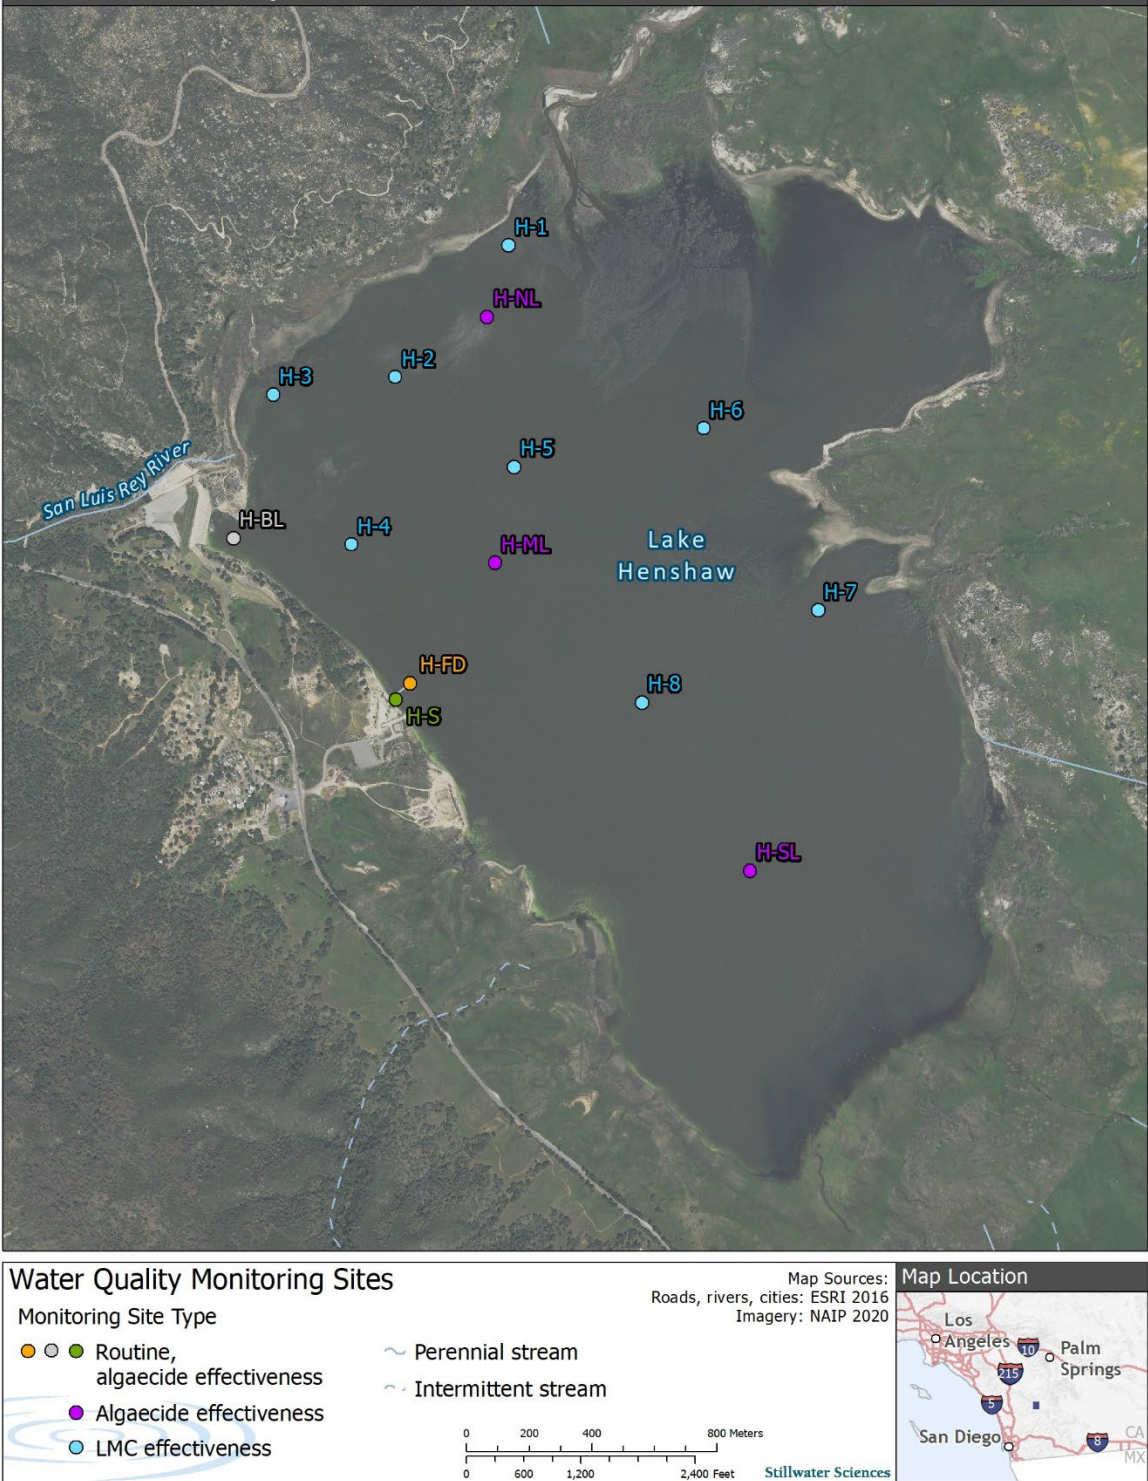 H-1
H-NL
H-2
H-3
H-6
H-5
San Luis Rey River
H-BL
H-4
H-ML
Lake
Henshaw
H-7
H-FD
H-8
H-S
H-SL
Water Quality Monitoring Sites
Monitoring Site Type
Routine,
algaecide effectiveness
Algaecide effectiveness
LMC effectiveness
Perennial stream
Intermittent stream
Map Sources:
Roads, rivers, cities: ESRI 2016
Imagery: NAIP 2020
0 200 400 800 Meters
0 600 1,200 2,400 Feet
Stillwater Sciences
Map Location
Los
Angeles
10
Palm
Springs
215
5
San Diego
8
CA
MX